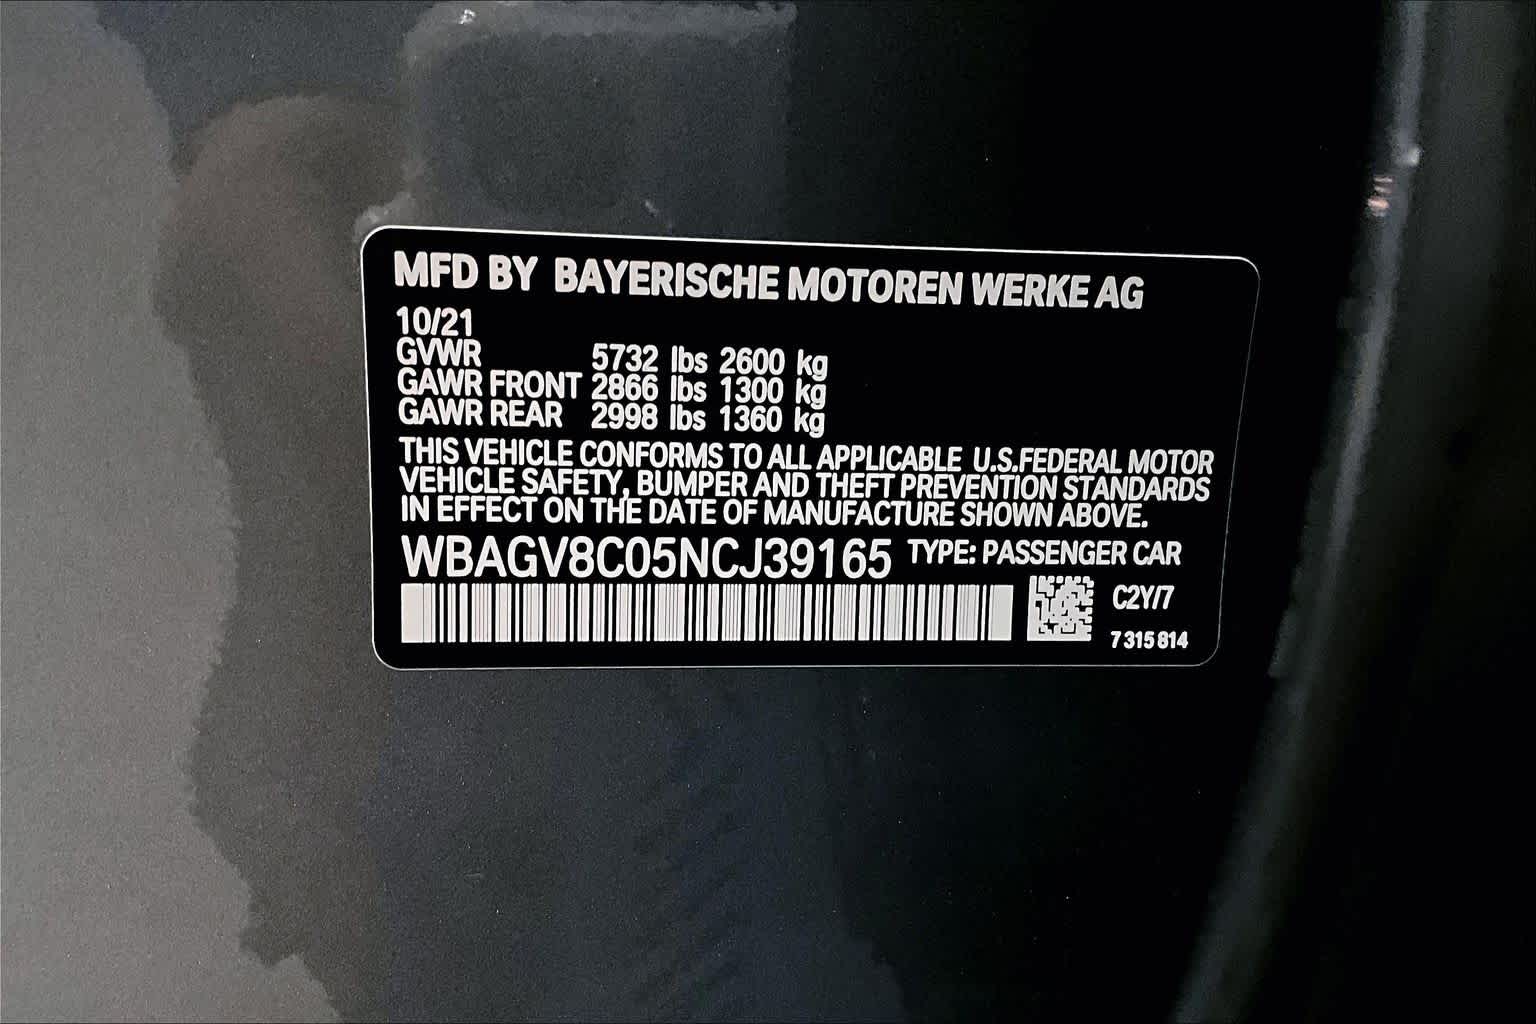 MFD BY BAYERISCHE MOTOREN WERKE AG
10/21
GVWR 5732 lbs 2600 kg
GAWR FRONT 2866 lbs 1300 kg
GAWR REAR 2998 lbs 1360 kg
THIS VEHICLE CONFORMS TO ALL APPLICABLE U.S.FEDERAL MOTOR
VEHICLE SAFETY, BUMPER AND THEFT PREVENTION STANDARDS
IN EFFECT ON THE DATE OF MANUFACTURE SHOWN ABOVE.
WBAGV8C05NCJ39165 TYPE: PASSENGER CAR
C2Y/7
7 315 814